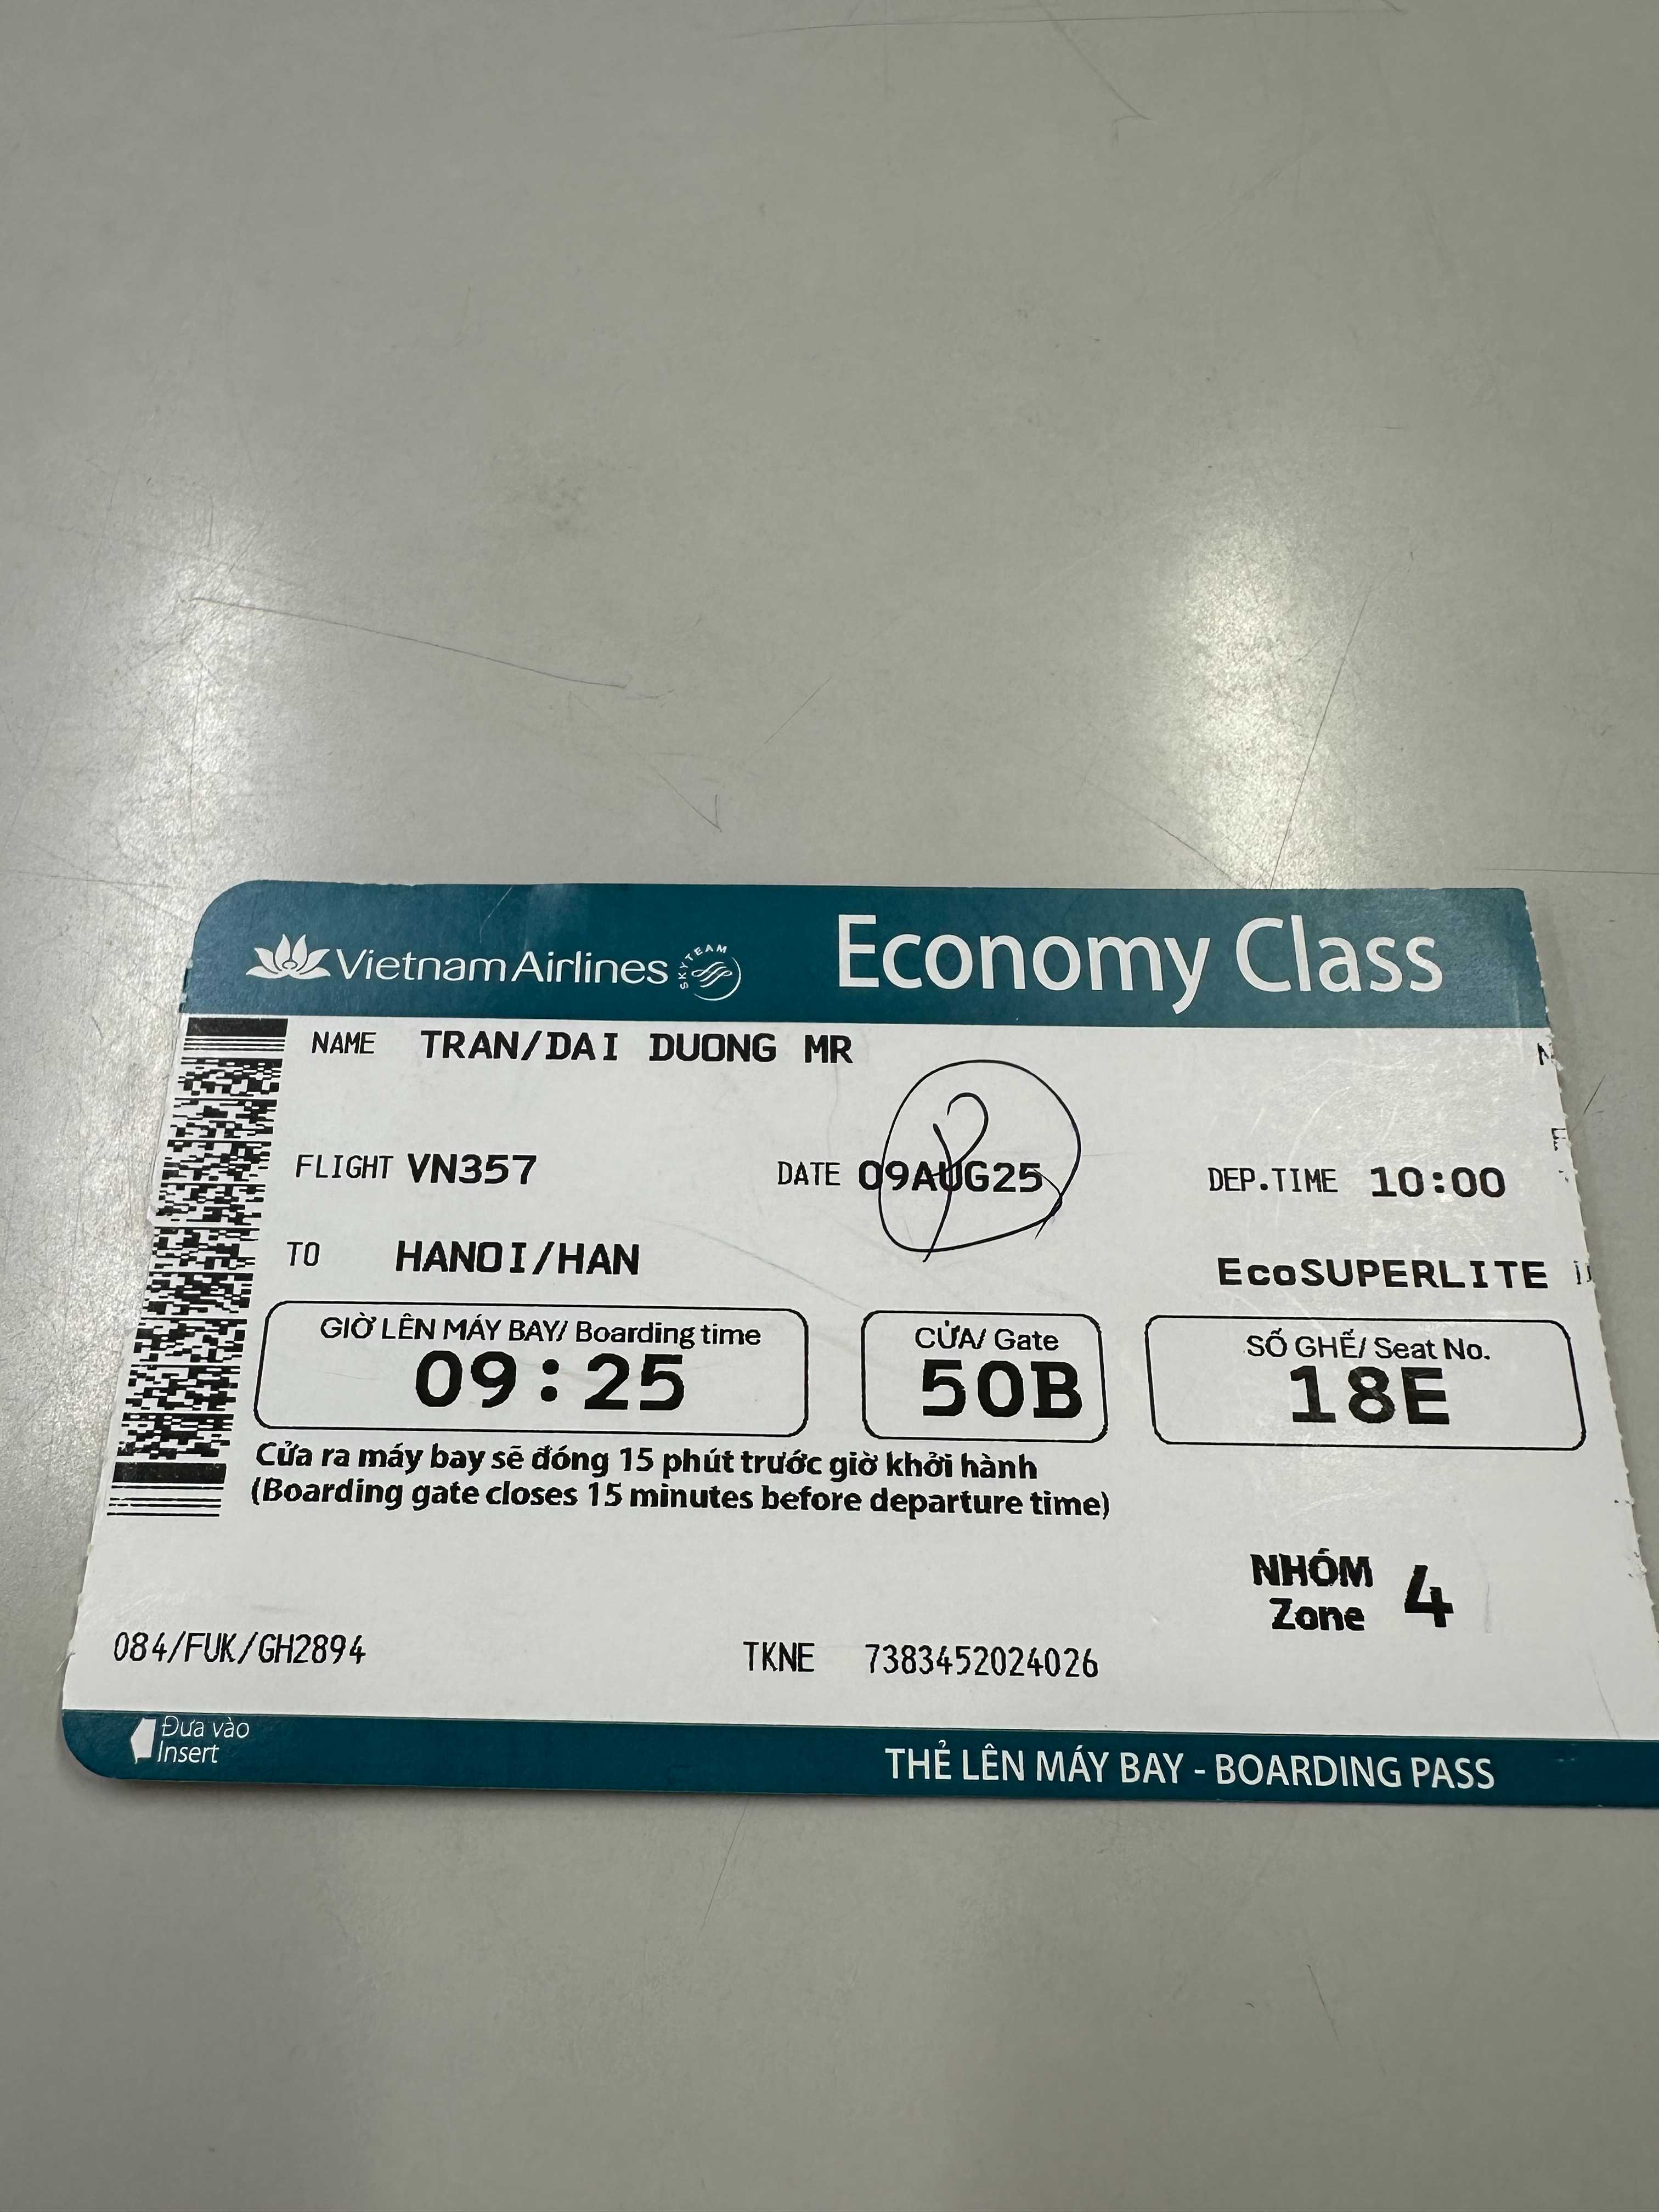 Vietnam Airlines SKYTEAM Economy Class
NAME TRAN/DAI DUONG MR
FLIGHT VN357 DATE 09AUG25 DEP.TIME 10:00
TO HANOI/HAN EcoSUPERLITE
GIỜ LÊN MÁY BAY/ Boarding time CỬA/ Gate SỐ GHẾ/ Seat No.
09:25 50B 18E
Cửa ra máy bay sẽ đóng 15 phút trước giờ khởi hành
(Boarding gate closes 15 minutes before departure time)
NHÓM 4
Zone
084/FUK/GH2894 TKNE 7383452024026
Đưa vào
Insert
THẺ LÊN MÁY BAY - BOARDING PASS